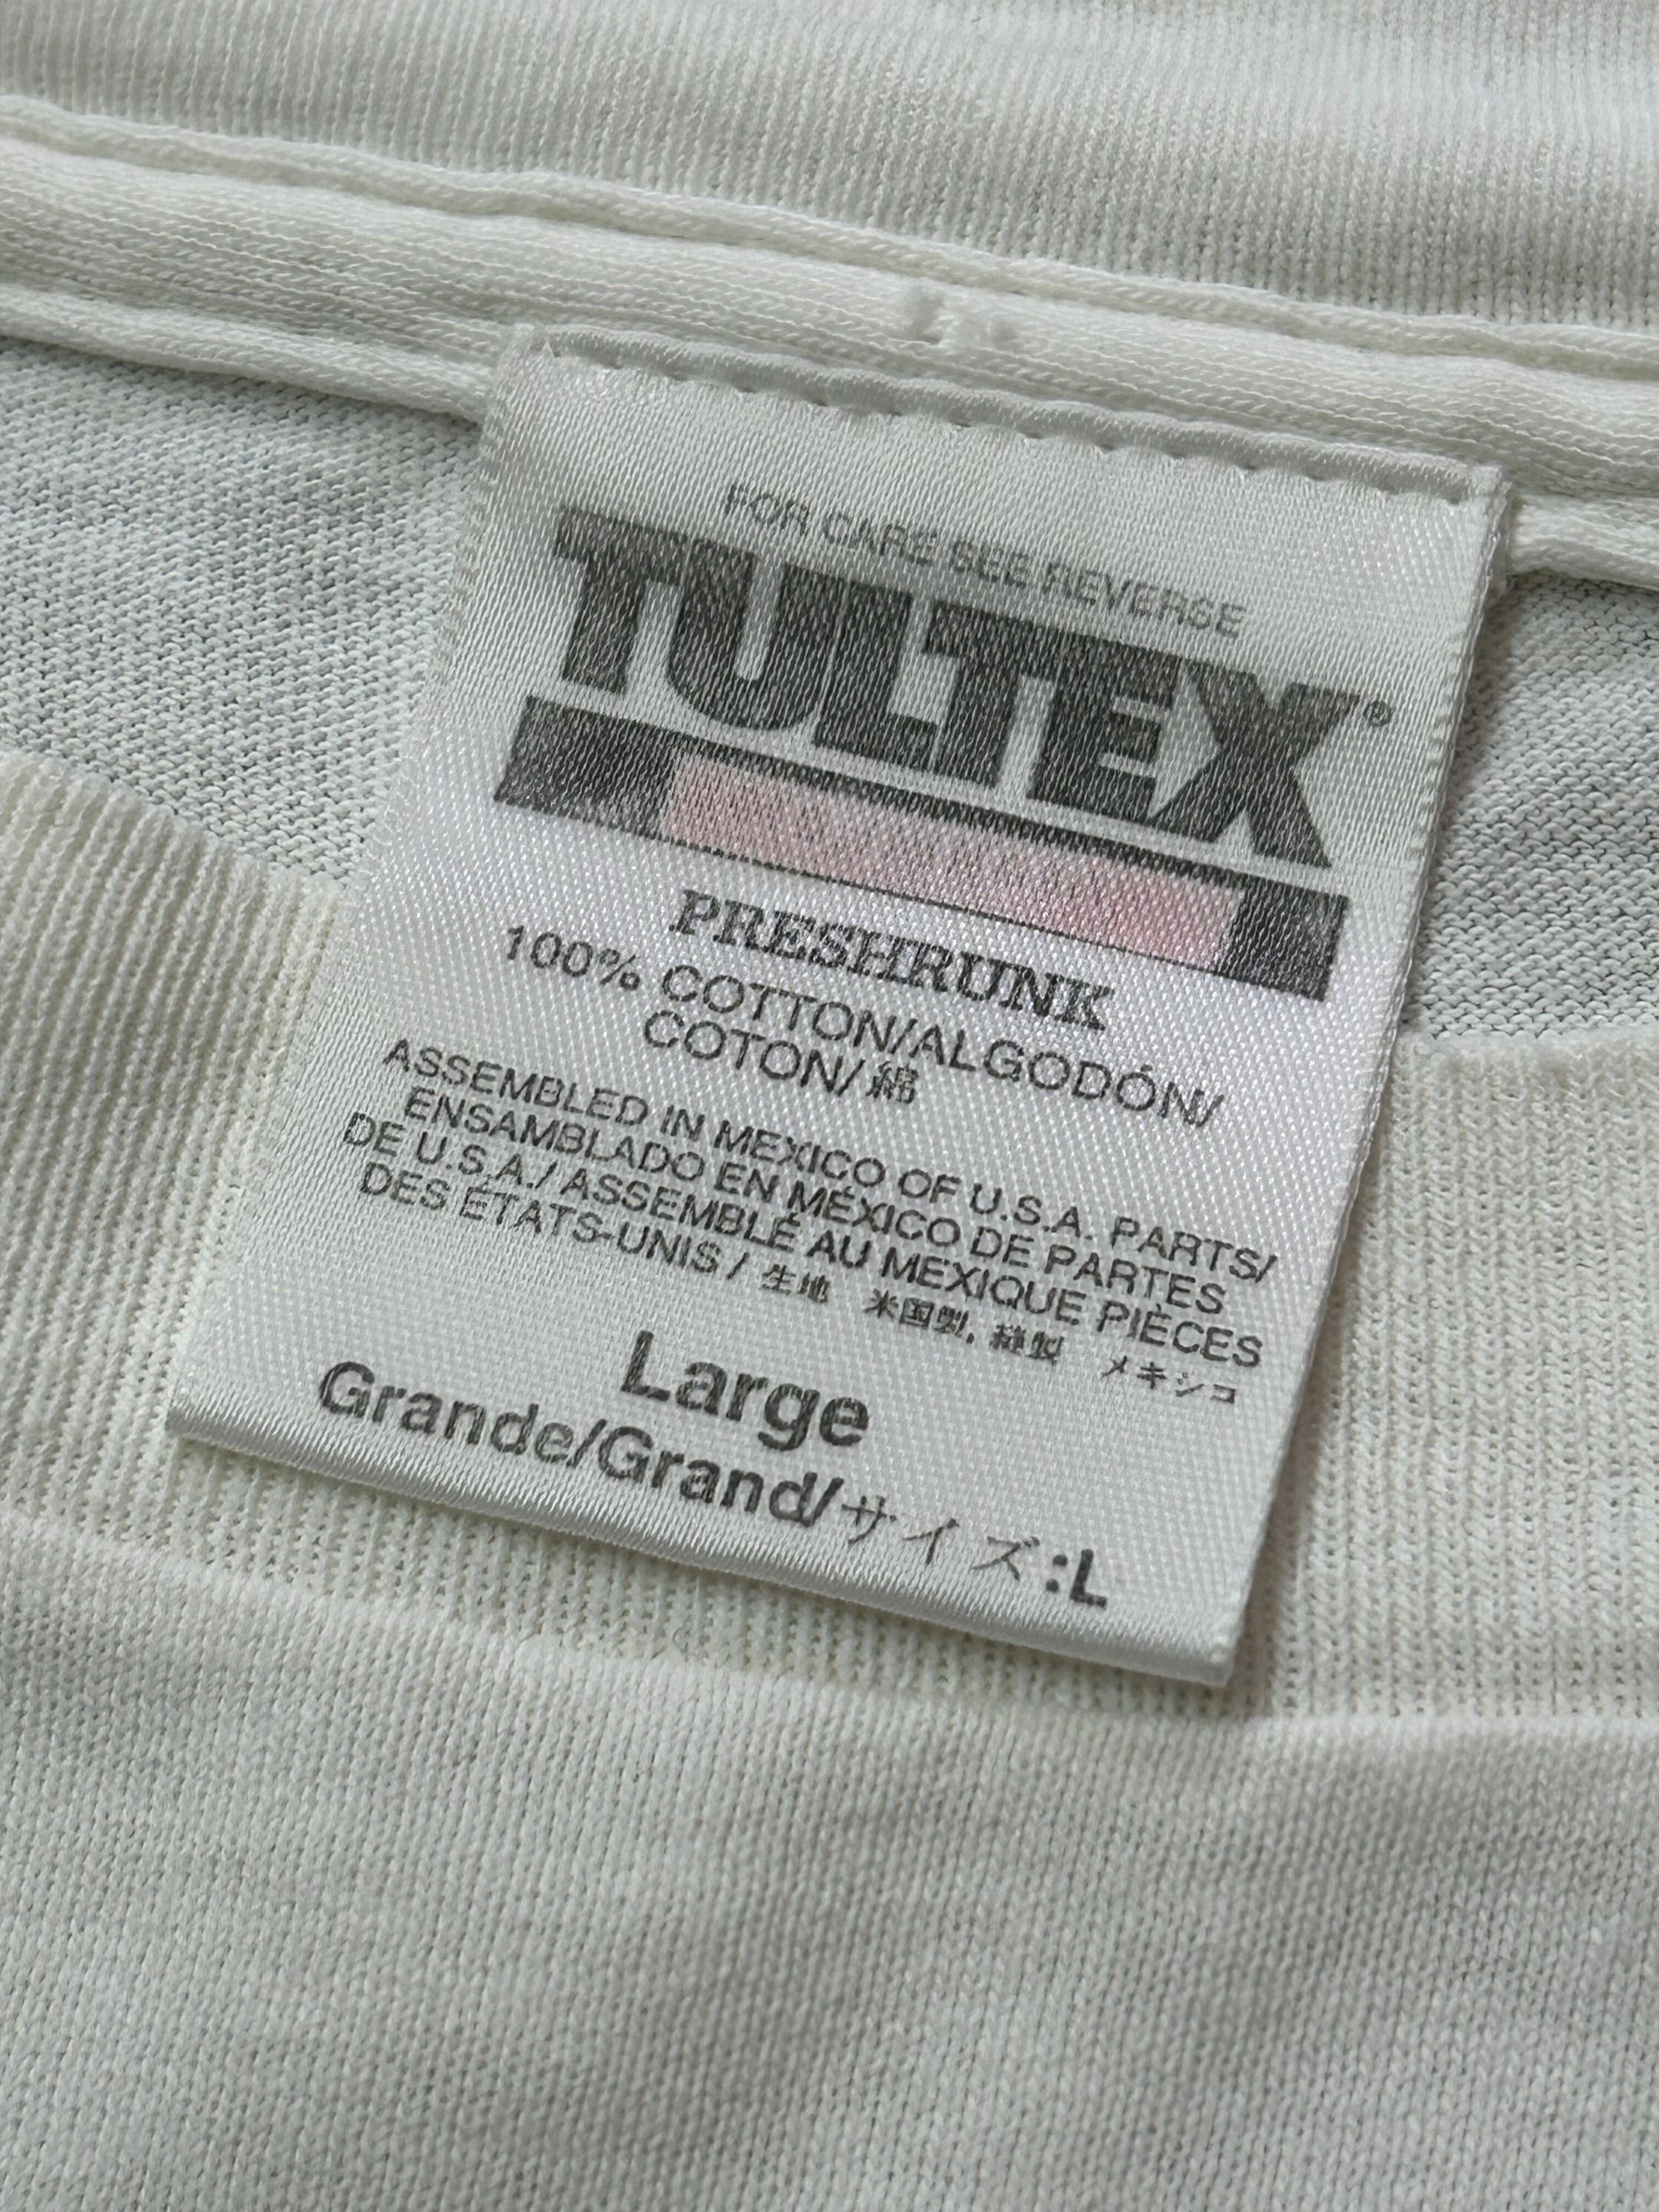 FOR CARE SEE REVERSE
TULTEX®
PRESHRUNK
100% COTTON/ALGODÓN/
COTON/綿
ASSEMBLED IN MEXICO OF U.S.A. PARTS/
ENSAMBLADO EN MÉXICO DE PARTES
DE U.S.A./ ASSEMBLÉ AU MEXIQUE PIÈCES
DES ÉTATS-UNIS / 生地 米国製, 縫製 メキシコ
Large
Grande/Grand/サイズ:L